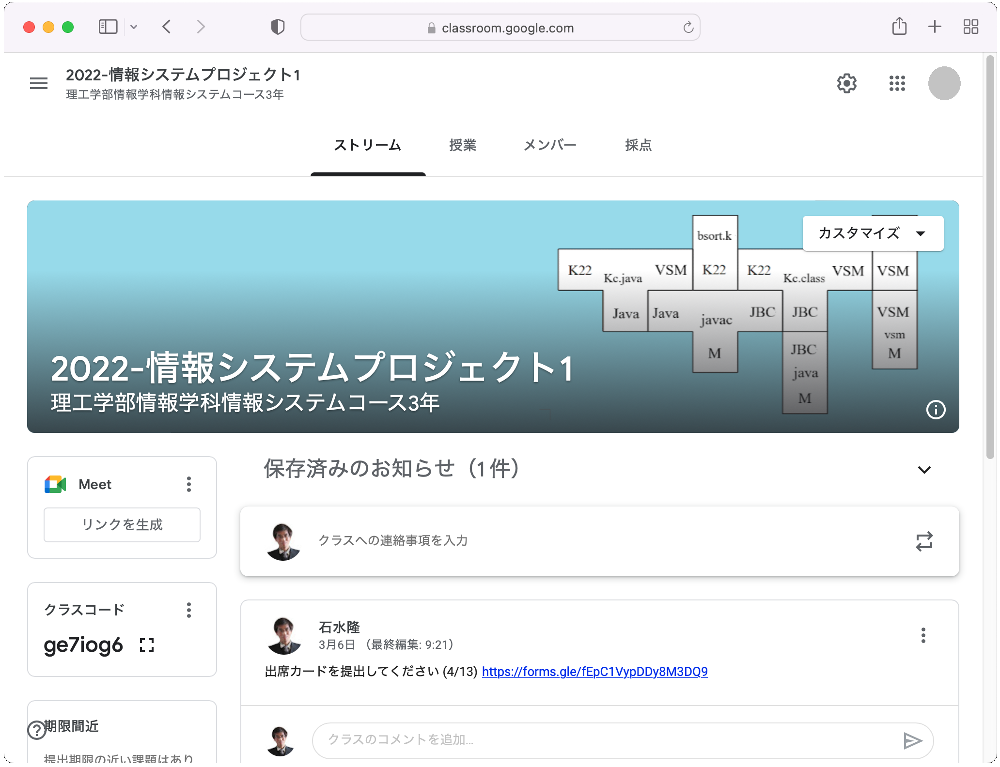 classroom.google.com
2022-情報システムプロジェクト1
理工学部情報学科情報システムコース3年
ストリーム 授業 メンバー 採点
カスタマイズ
bsort.k
K22 Kc.java VSM K22 K22 Kc.class VSM VSM
Java Java javac JBC JBC VSM
vsm
M JBC M
java
M
2022-情報システムプロジェクト1
理工学部情報学科情報システムコース3年
Meet
リンクを生成
クラスコード
ge7iog6
期限間近
提出期限の近い課題はあり
保存済みのお知らせ（1 件）
クラスへの連絡事項を入力
石水隆
3月6日 （最終編集: 9:21）
出席カードを提出してください (4/13) https://forms.gle/fEpC1VypDDy8M3DQ9
クラスのコメントを追加...